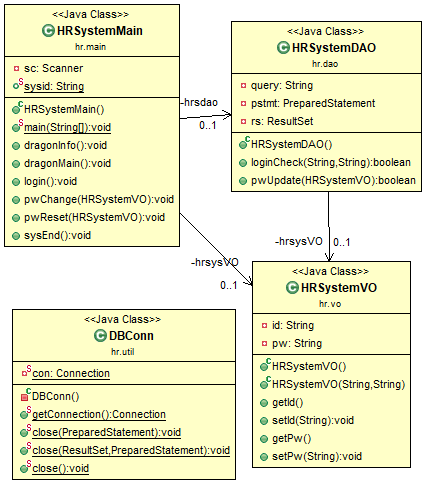 <<Java Class>>
HRSystemMain
hr.main
sc: Scanner
sysid: String
HRSystemMain()
main(String[]):void
dragonInfo():void
dragonMain():void
login():void
pwChange(HRSystemVO):void
pwReset(HRSystemVO):void
sysEnd():void
-hrsdao
0..1
<<Java Class>>
HRSystemDAO
hr.dao
query: String
pstmt: PreparedStatement
rs: ResultSet
HRSystemDAO()
loginCheck(String,String):boolean
pwUpdate(HRSystemVO):boolean
-hrsysVO
0..1
-hrsysVO
0..1
<<Java Class>>
HRSystemVO
hr.vo
id: String
pw: String
HRSystemVO()
HRSystemVO(String,String)
getId()
setId(String):void
getPw()
setPw(String):void
<<Java Class>>
DBConn
hr.util
con: Connection
DBConn()
getConnection():Connection
close(PreparedStatement):void
close(ResultSet,PreparedStatement):void
close():void